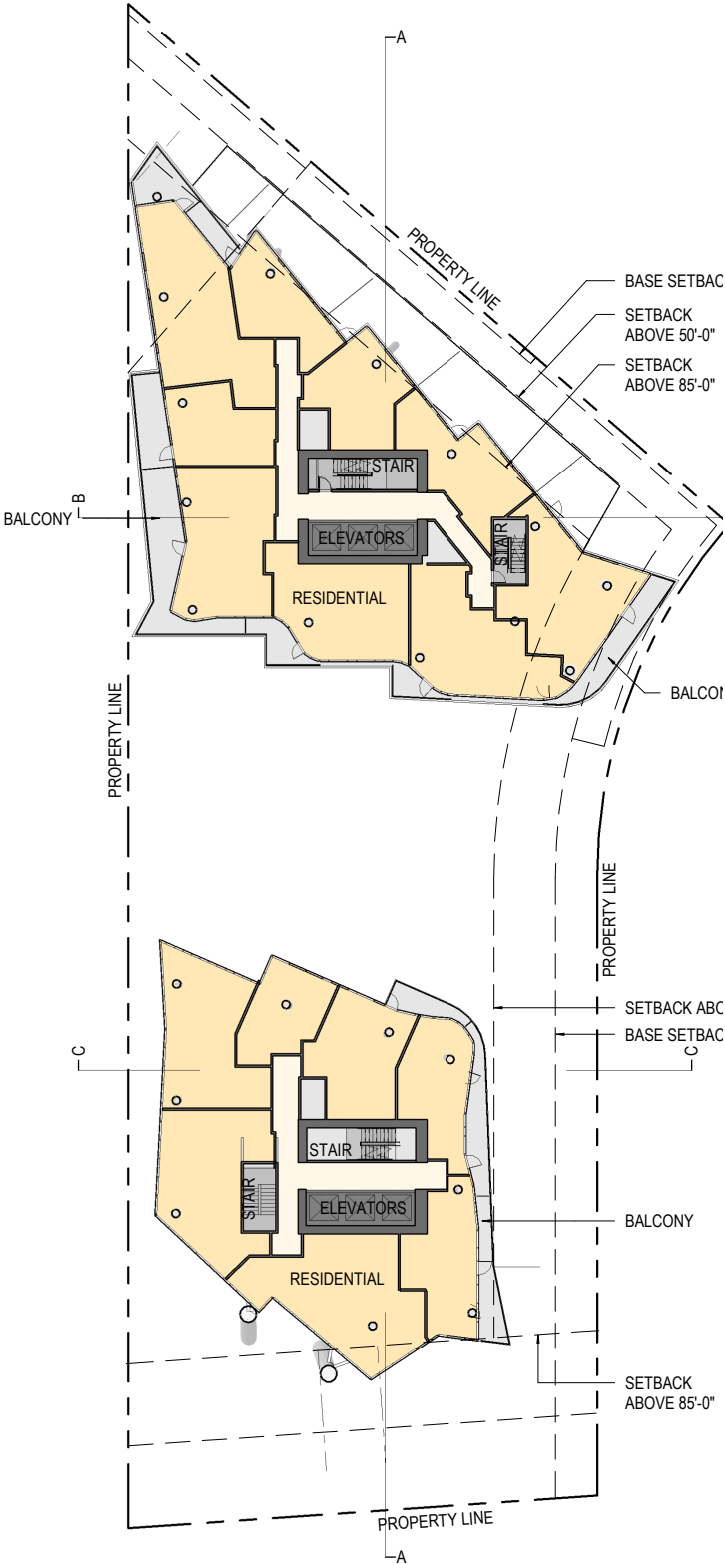 A
PROPERTY LINE
BASE SETBAC
SETBACK
ABOVE 50'-0"
SETBACK
ABOVE 85'-0"
STAIR
B
BALCONY
ELEVATORS
STAIR
RESIDENTIAL
BALCON
PROPERTY LINE
PROPERTY LINE
SETBACK ABO
BASE SETBAC
C
C
STAIR
STAIR
ELEVATORS
BALCONY
RESIDENTIAL
SETBACK
ABOVE 85'-0"
PROPERTY LINE
A